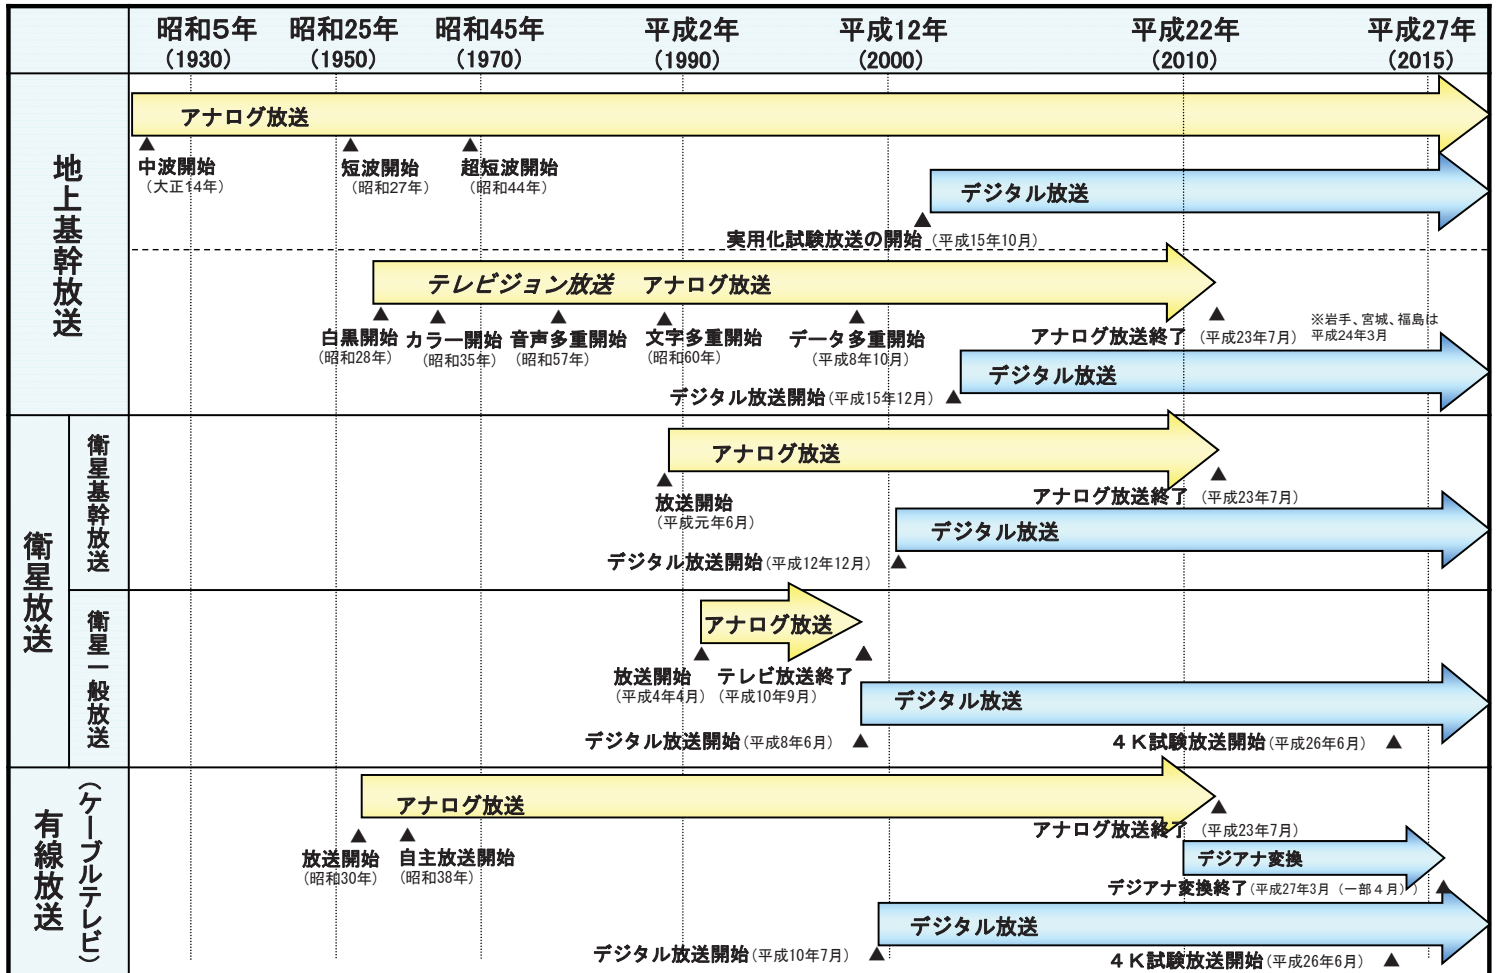 昭和5年 昭和25年 昭和45年 平成2年 平成12年 平成22年 平成27年
(1930) (1950) (1970) (1990) (2000) (2010) (2015)
地上基幹放送
アナログ放送
中波開始 短波開始 超短波開始
(大正14年) (昭和27年) (昭和44年)
デジタル放送
実用化試験放送の開始 (平成15年10月)
テレビジョン放送 アナログ放送
白黒開始 カラー開始 音声多重開始 文字多重開始 データ多重開始 アナログ放送終了 (平成23年7月)
※岩手、宮城、福島は
平成24年3月
(昭和28年) (昭和35年) (昭和57年) (昭和60年) (平成8年10月)
デジタル放送
デジタル放送開始(平成15年12月)
衛星放送
衛星基幹放送
アナログ放送
放送開始
(平成元年6月)
アナログ放送終了 (平成23年7月)
デジタル放送
デジタル放送開始(平成12年12月)
衛星一般放送
アナログ放送
放送開始 テレビ放送終了
(平成4年4月) (平成10年9月)
デジタル放送
デジタル放送開始(平成8年6月) 4K試験放送開始(平成26年6月)
有線放送
(ケーブルテレビ)
アナログ放送
アナログ放送終了 (平成23年7月)
放送開始 自主放送開始
(昭和30年) (昭和38年)
デジアナ変換
デジアナ変換終了(平成27年3月(一部4月))
デジタル放送
デジタル放送開始(平成10年7月) 4K試験放送開始(平成26年6月)